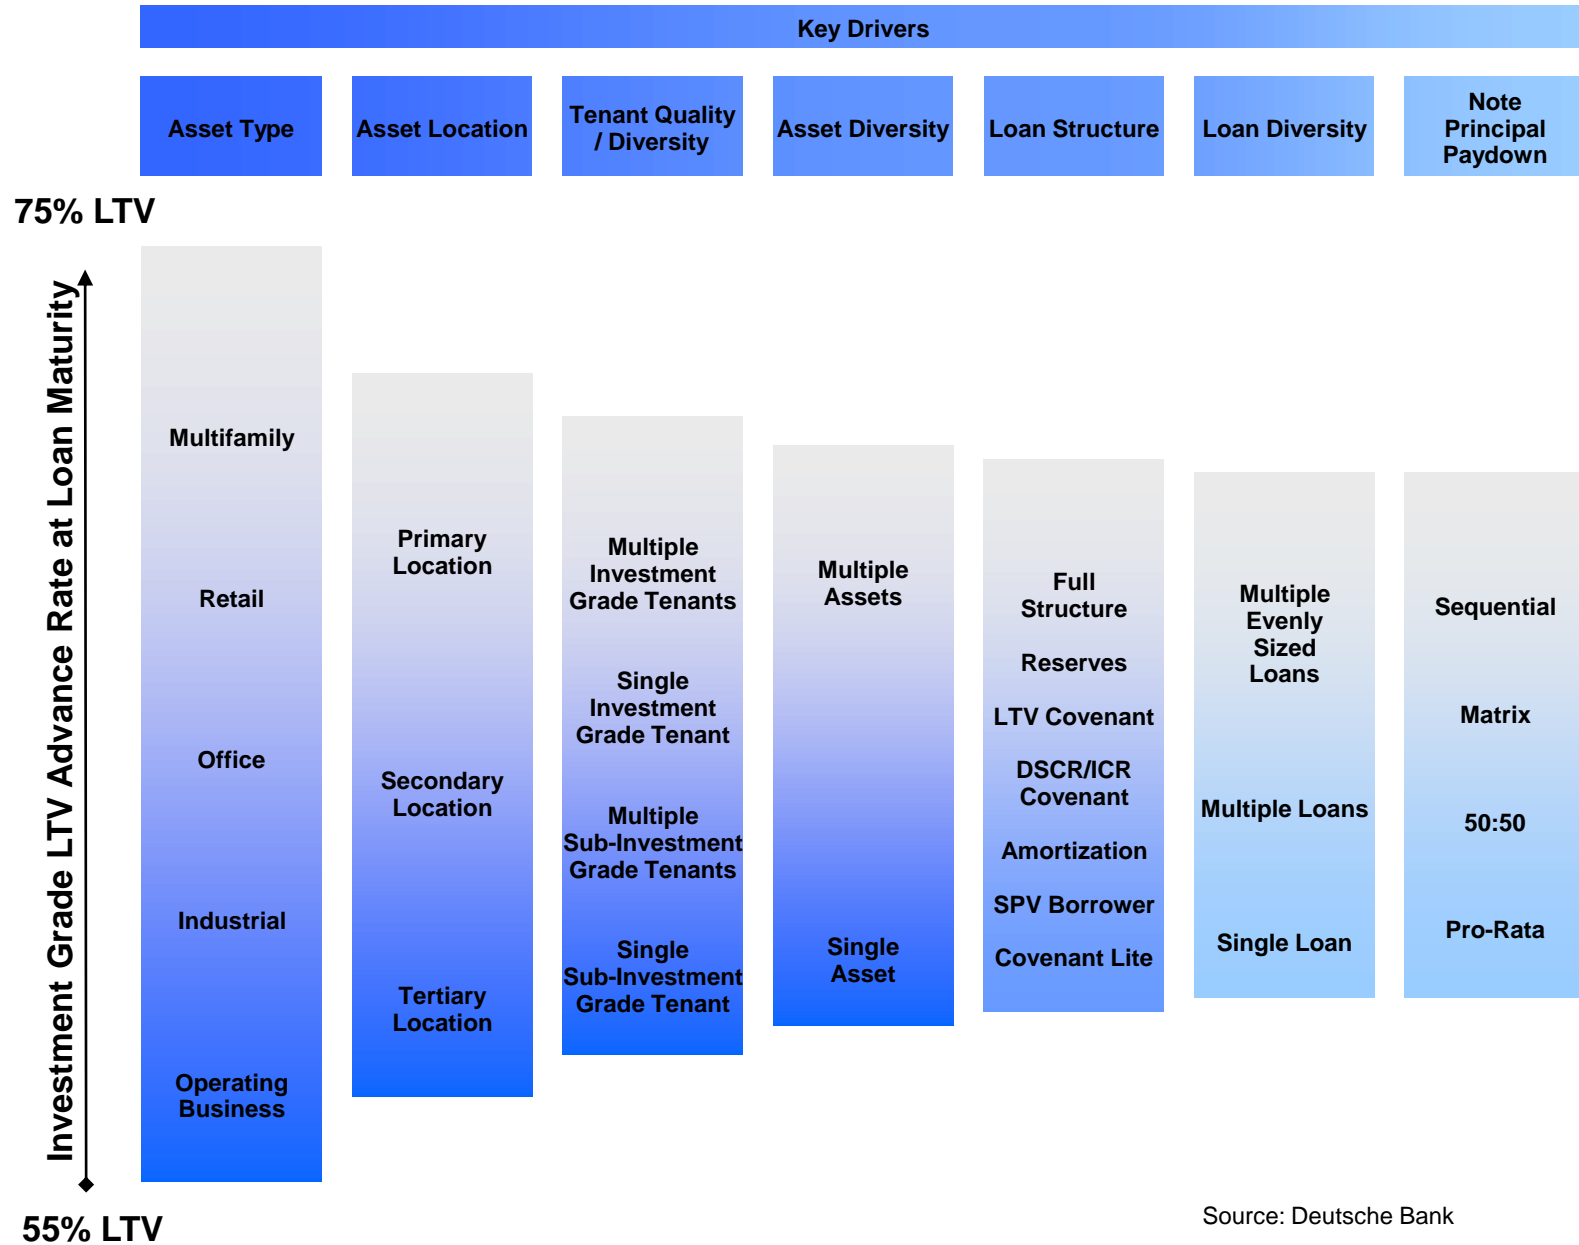 Key Drivers
Asset Type
Asset Location
Tenant Quality
/ Diversity
Asset Diversity
Loan Structure
Loan Diversity
Note
Principal
Paydown
75% LTV
Investment Grade LTV Advance Rate at Loan Maturity
55% LTV
Multifamily
Retail
Office
Industrial
Operating
Business
Primary
Location
Secondary
Location
Tertiary
Location
Multiple
Investment
Grade Tenants
Single
Investment
Grade Tenant
Multiple
Sub-Investment
Grade Tenants
Single
Sub-Investment
Grade Tenant
Multiple
Assets
Single
Asset
Full
Structure
Reserves
LTV Covenant
DSCR/ICR
Covenant
Amortization
SPV Borrower
Covenant Lite
Multiple
Evenly
Sized
Loans
Multiple Loans
Single Loan
Sequential
Matrix
50:50
Pro-Rata
Source: Deutsche Bank